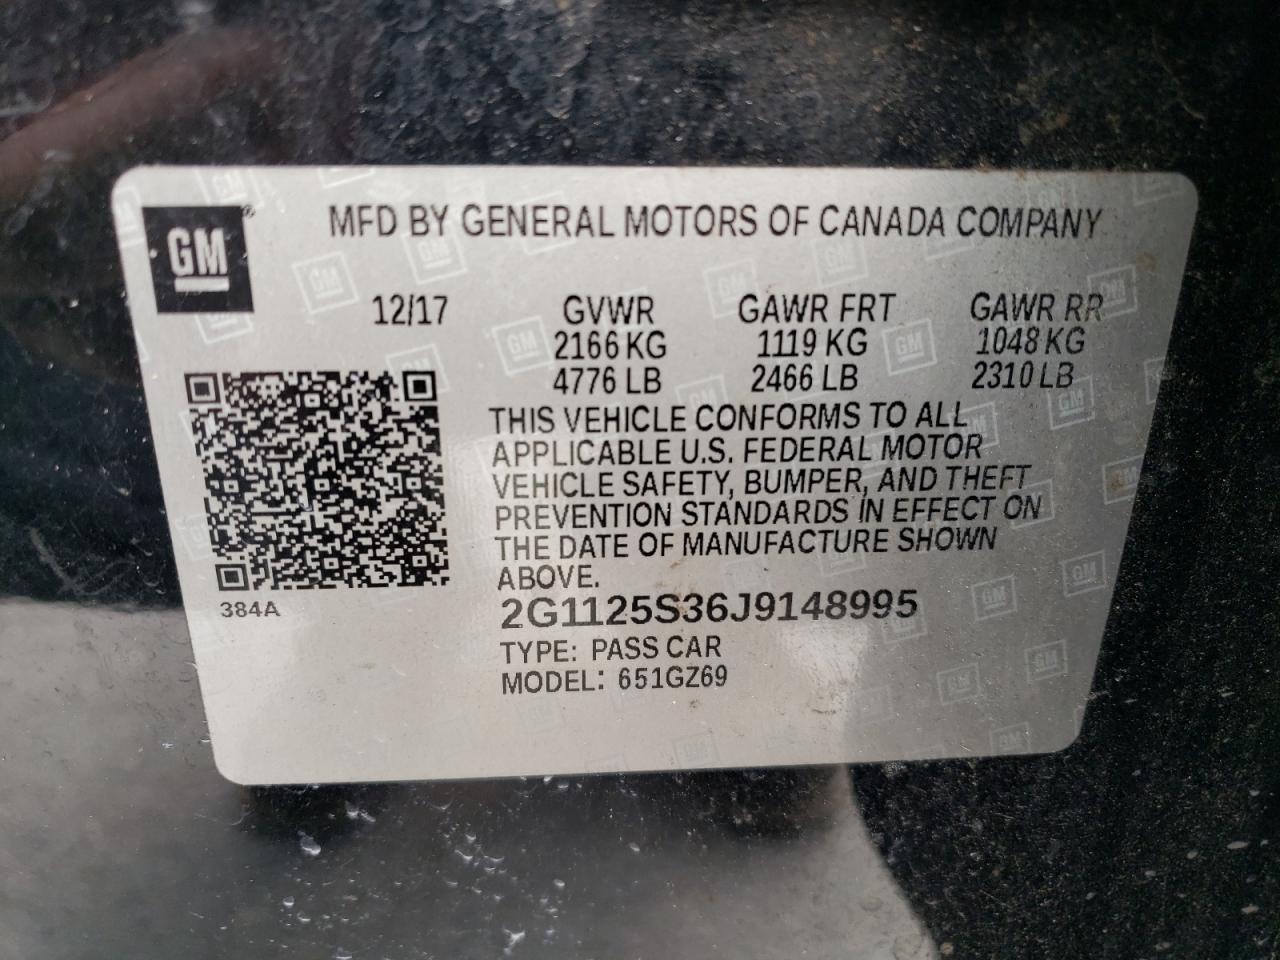 GM®
MFD BY GENERAL MOTORS OF CANADA COMPANY
12/17 GVWR GAWR FRT GAWR RR
2166 KG 1119 KG 1048 KG
4776 LB 2466 LB 2310 LB
THIS VEHICLE CONFORMS TO ALL
APPLICABLE U.S. FEDERAL MOTOR
VEHICLE SAFETY, BUMPER, AND THEFT
PREVENTION STANDARDS IN EFFECT ON
THE DATE OF MANUFACTURE SHOWN
ABOVE.
384A
2G1125S36J9148995
TYPE: PASS CAR
MODEL: 651GZ69